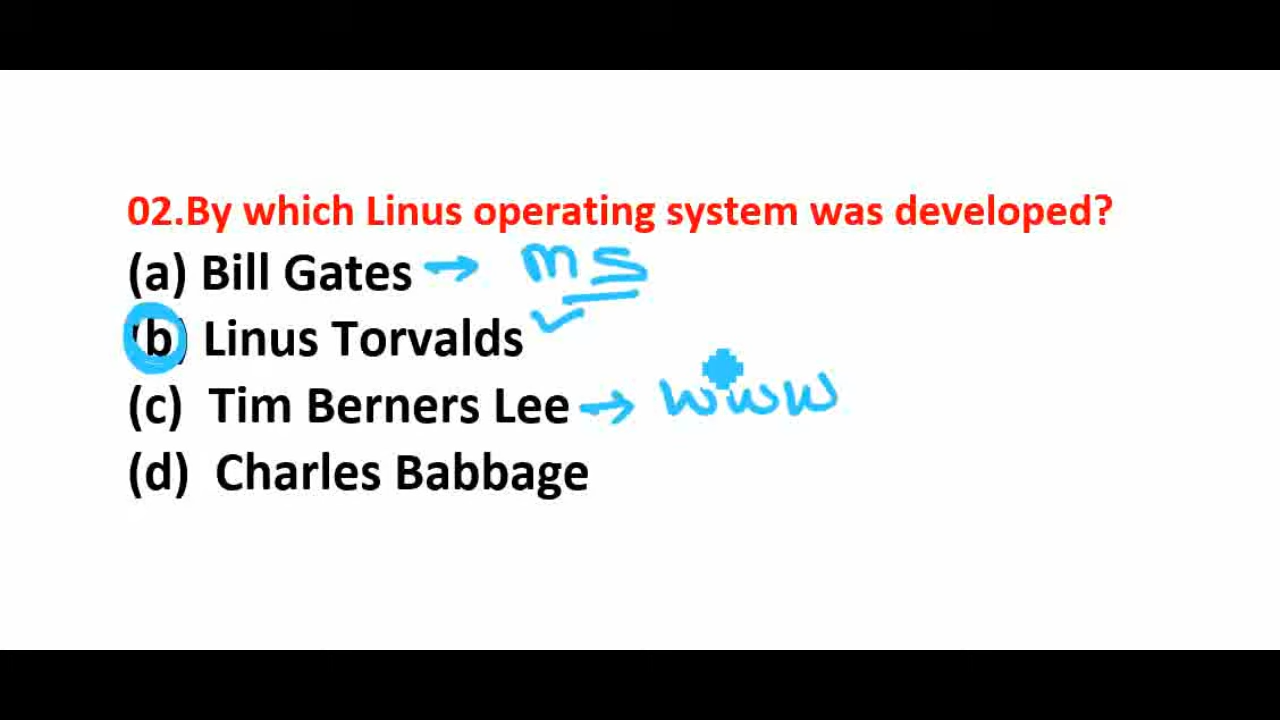 02.By which Linus operating system was developed?
(a) Bill Gates → MS
(b) Linus Torvalds ✓
(c) Tim Berners Lee → www
(d) Charles Babbage